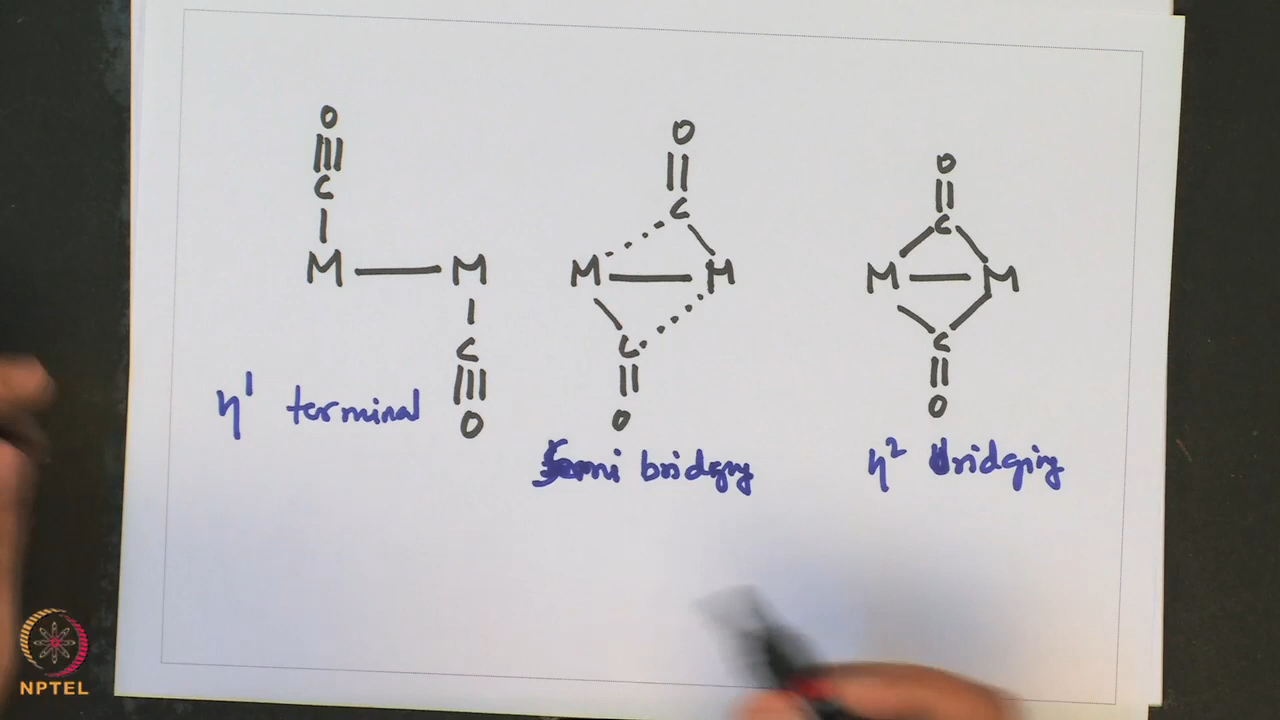 O
|||
C
|
M — M
|
C
|||
O
η¹ terminal
O
||
C
M — M
C
||
O
Semi bridging
O
||
C
M — M
C
||
O
η² bridging
NPTEL